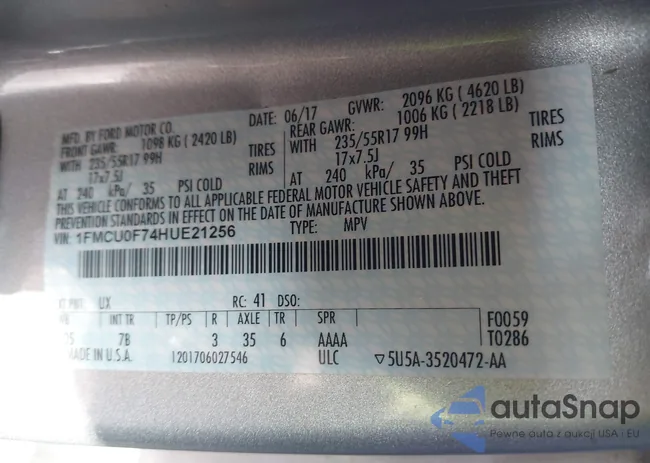 MFD. BY FORD MOTOR CO.
DATE: 06/17 GVWR: 2096 KG ( 4620 LB)
FRONT GAWR: 1098 KG ( 2420 LB)
REAR GAWR: 1006 KG ( 2218 LB)
WITH 235/55R17 99H TIRES
WITH 235/55R17 99H TIRES
17x7.5J RIMS
17x7.5J RIMS
AT 240 kPa/ 35 PSI COLD
AT 240 kPa/ 35 PSI COLD
THIS VEHICLE CONFORMS TO ALL APPLICABLE FEDERAL MOTOR VEHICLE SAFETY AND THEFT
PREVENTION STANDARDS IN EFFECT ON THE DATE OF MANUFACTURE SHOWN ABOVE.
VIN: 1FMCU0F74HUE21256 TYPE: MPV
UX RC: 41 DSO:
INT TR TP/PS R AXLE TR SPR F0059
7B 3 35 6 AAAA T0286
MADE IN U.S.A. 1201706027546 ULC ▽5U5A-3520472-AA
autaSnap
Pewne auta z aukcji USA i EU